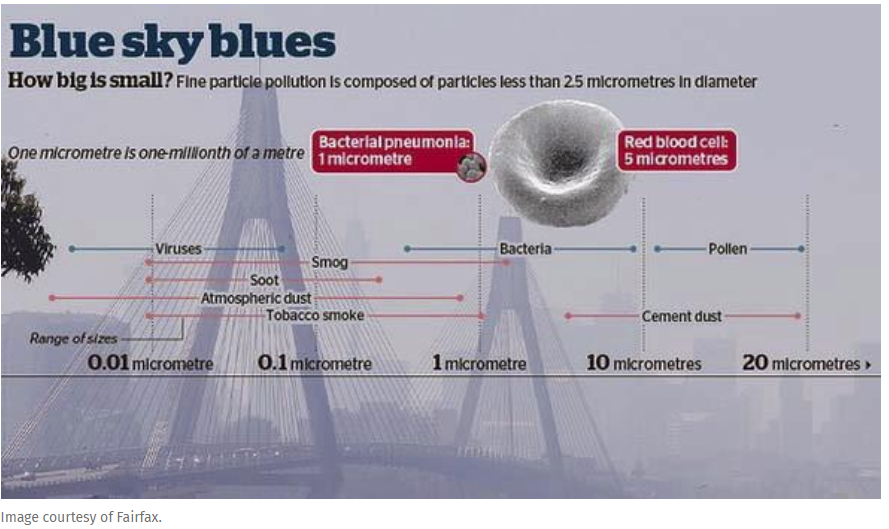 Blue sky blues
How big is small? Fine particle pollution is composed of particles less than 2.5 micrometres in diameter
One micrometre is one-millionth of a metre
Bacterial pneumonia:
1 micrometre
Red blood cell:
5 micrometres
Viruses
Bacteria
Pollen
Smog
Soot
Atmospheric dust
Tobacco smoke
Cement dust
Range of sizes
0.01 micrometre
0.1 micrometre
1 micrometre
10 micrometres
20 micrometres
Image courtesy of Fairfax.